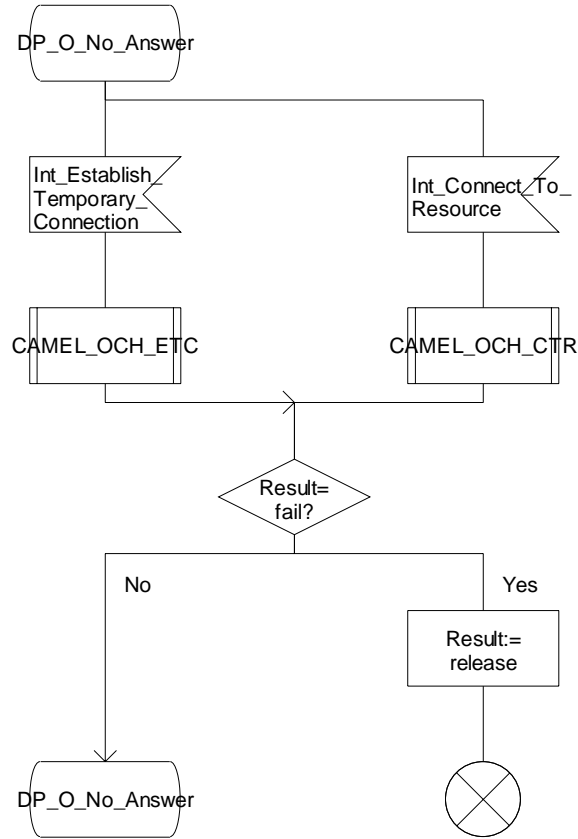 DP_O_No_Answer
Int_Establish_
Temporary_
Connection
Int_Connect_To_
Resource
CAMEL_OCH_ETC
CAMEL_OCH_CTR
Result=
fail?
No
Yes
Result:=
release
DP_O_No_Answer